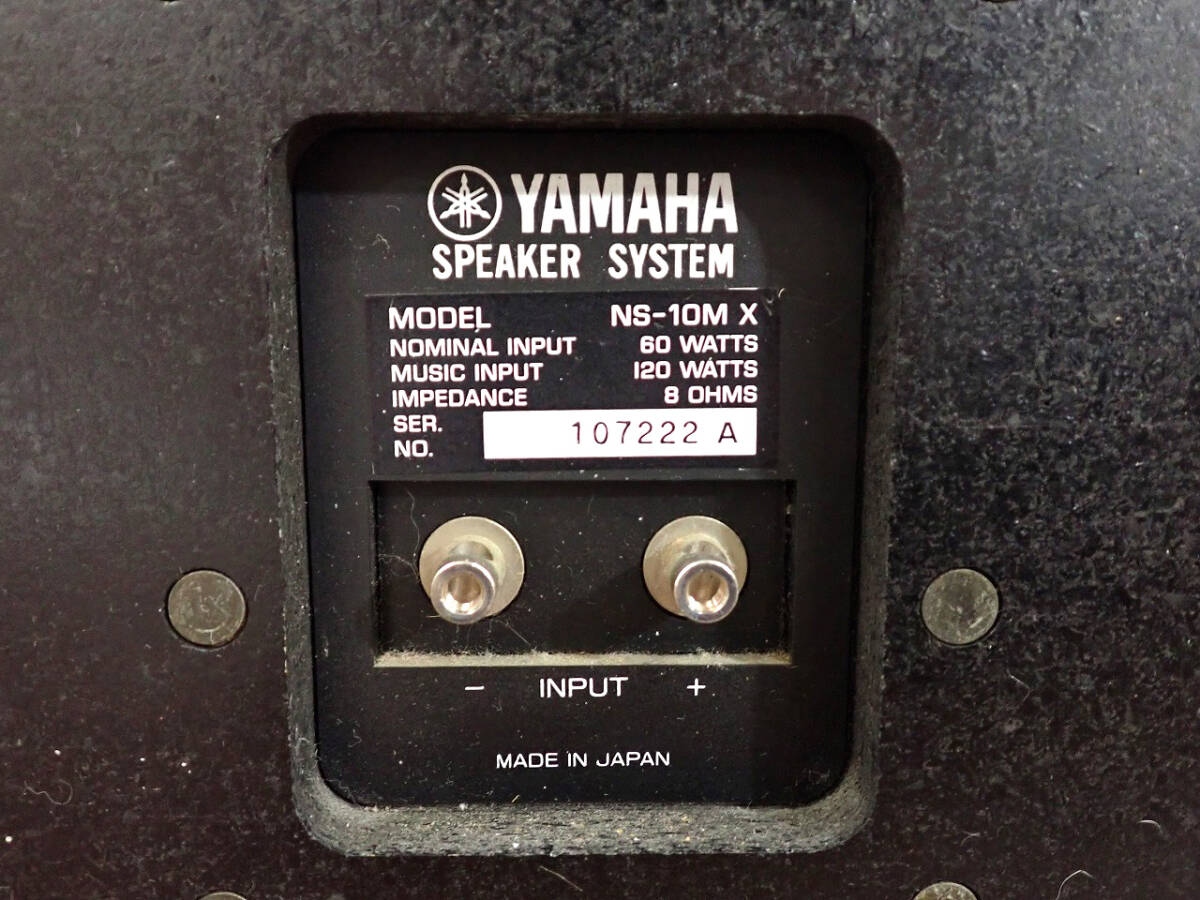 YAMAHA
SPEAKER SYSTEM
MODEL NS-10M X
NOMINAL INPUT 60 WATTS
MUSIC INPUT 120 WATTS
IMPEDANCE 8 OHMS
SER. NO. 107222 A
- INPUT +
MADE IN JAPAN